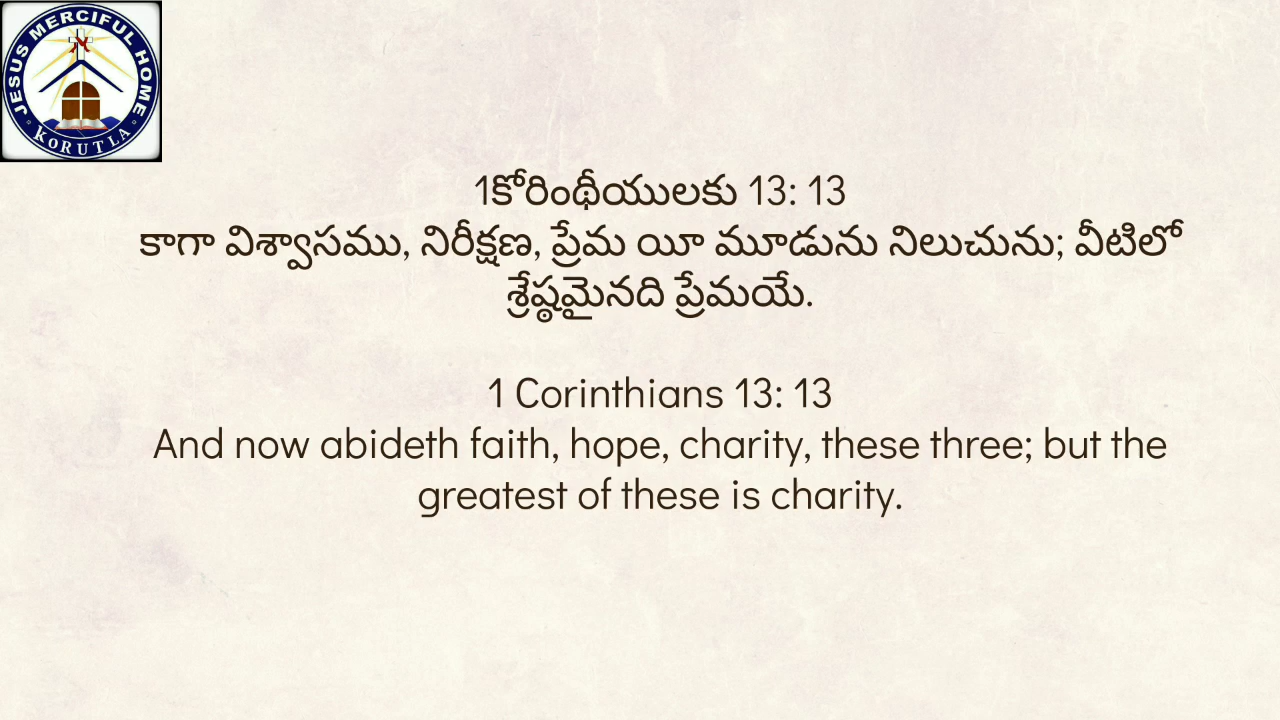 JESUS MERCIFUL HOME
KORUTLA
1కోరింథీయులకు 13: 13
కాగా విశ్వాసము, నిరీక్షణ, ప్రేమ యీ మూడును నిలుచును; వీటిలో
శ్రేష్ఠమైనది ప్రేమయే.
1 Corinthians 13: 13
And now abideth faith, hope, charity, these three; but the
greatest of these is charity.